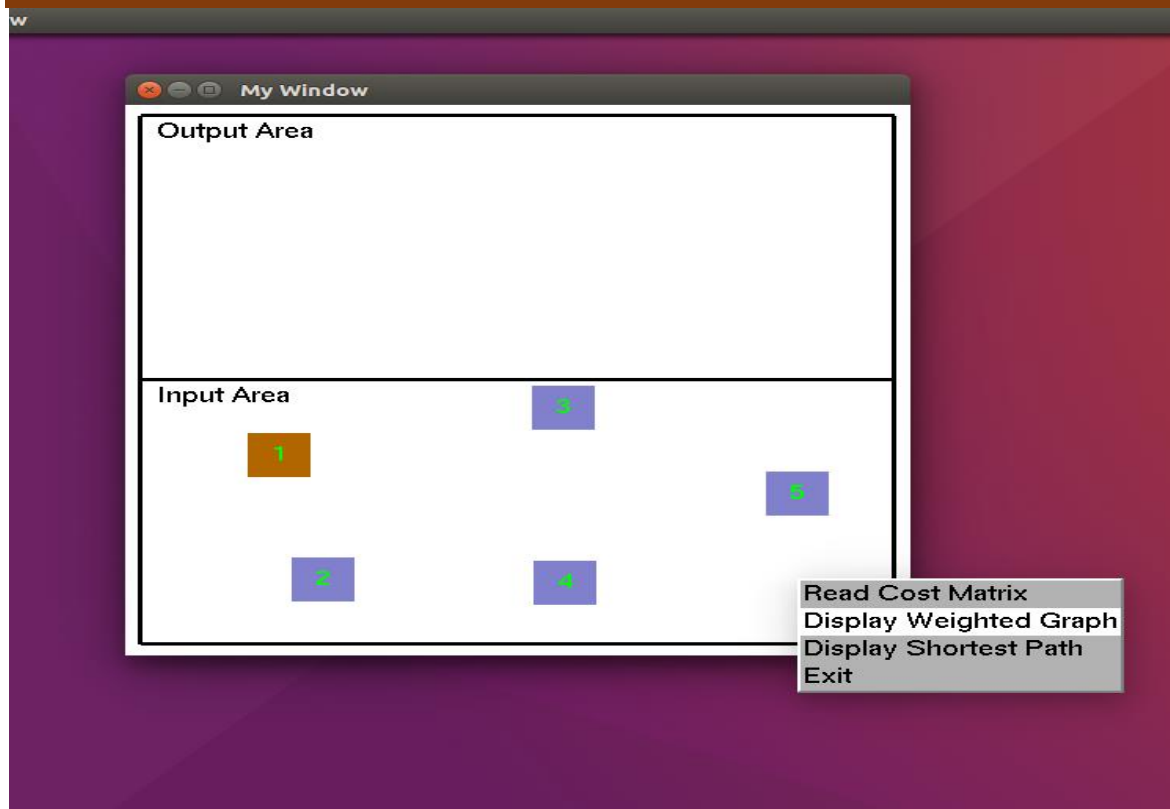 w
My Window
Output Area
Input Area
3
1
5
2
4
Read Cost Matrix
Display Weighted Graph
Display Shortest Path
Exit